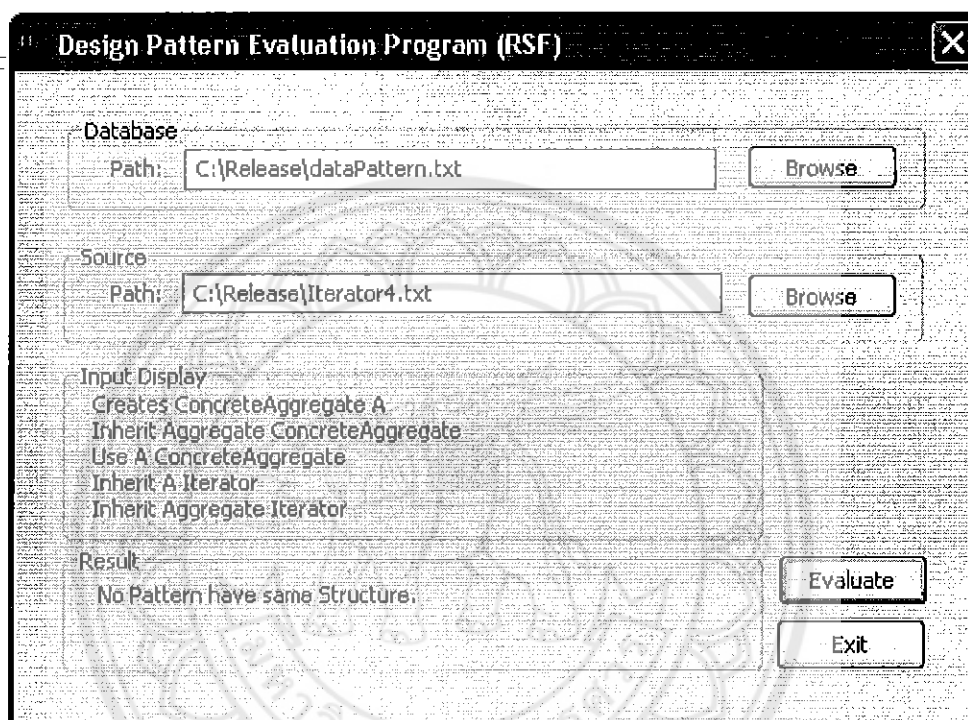 Design Pattern Evaluation Program (RSF)
Database
Path: C:\Release\dataPattern.txt Browse
Source
Path: C:\Release\Iterator4.txt Browse
Input Display
Creates ConcreteAggregate A
Inherit Aggregate ConcreteAggregate
Use A ConcreteAggregate
Inherit A Iterator
Inherit Aggregate Iterator
Result
No Pattern have same Structure.
Evaluate
Exit